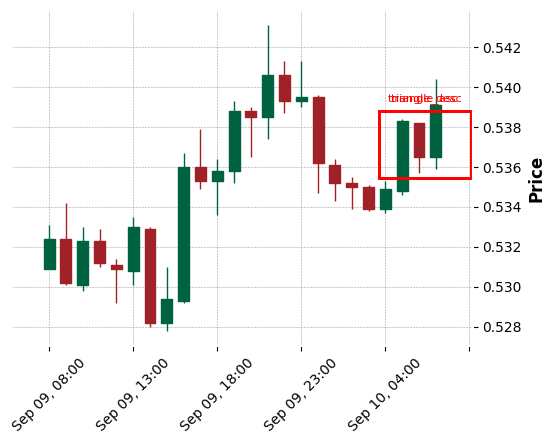 0.542
0.540
triangle
0.538
0.536
Price
0.534
0.532
0.530
0.528
Sep 09, 08:00
Sep 09, 13:00
Sep 09, 18:00
Sep 09, 23:00
Sep 10, 04:00